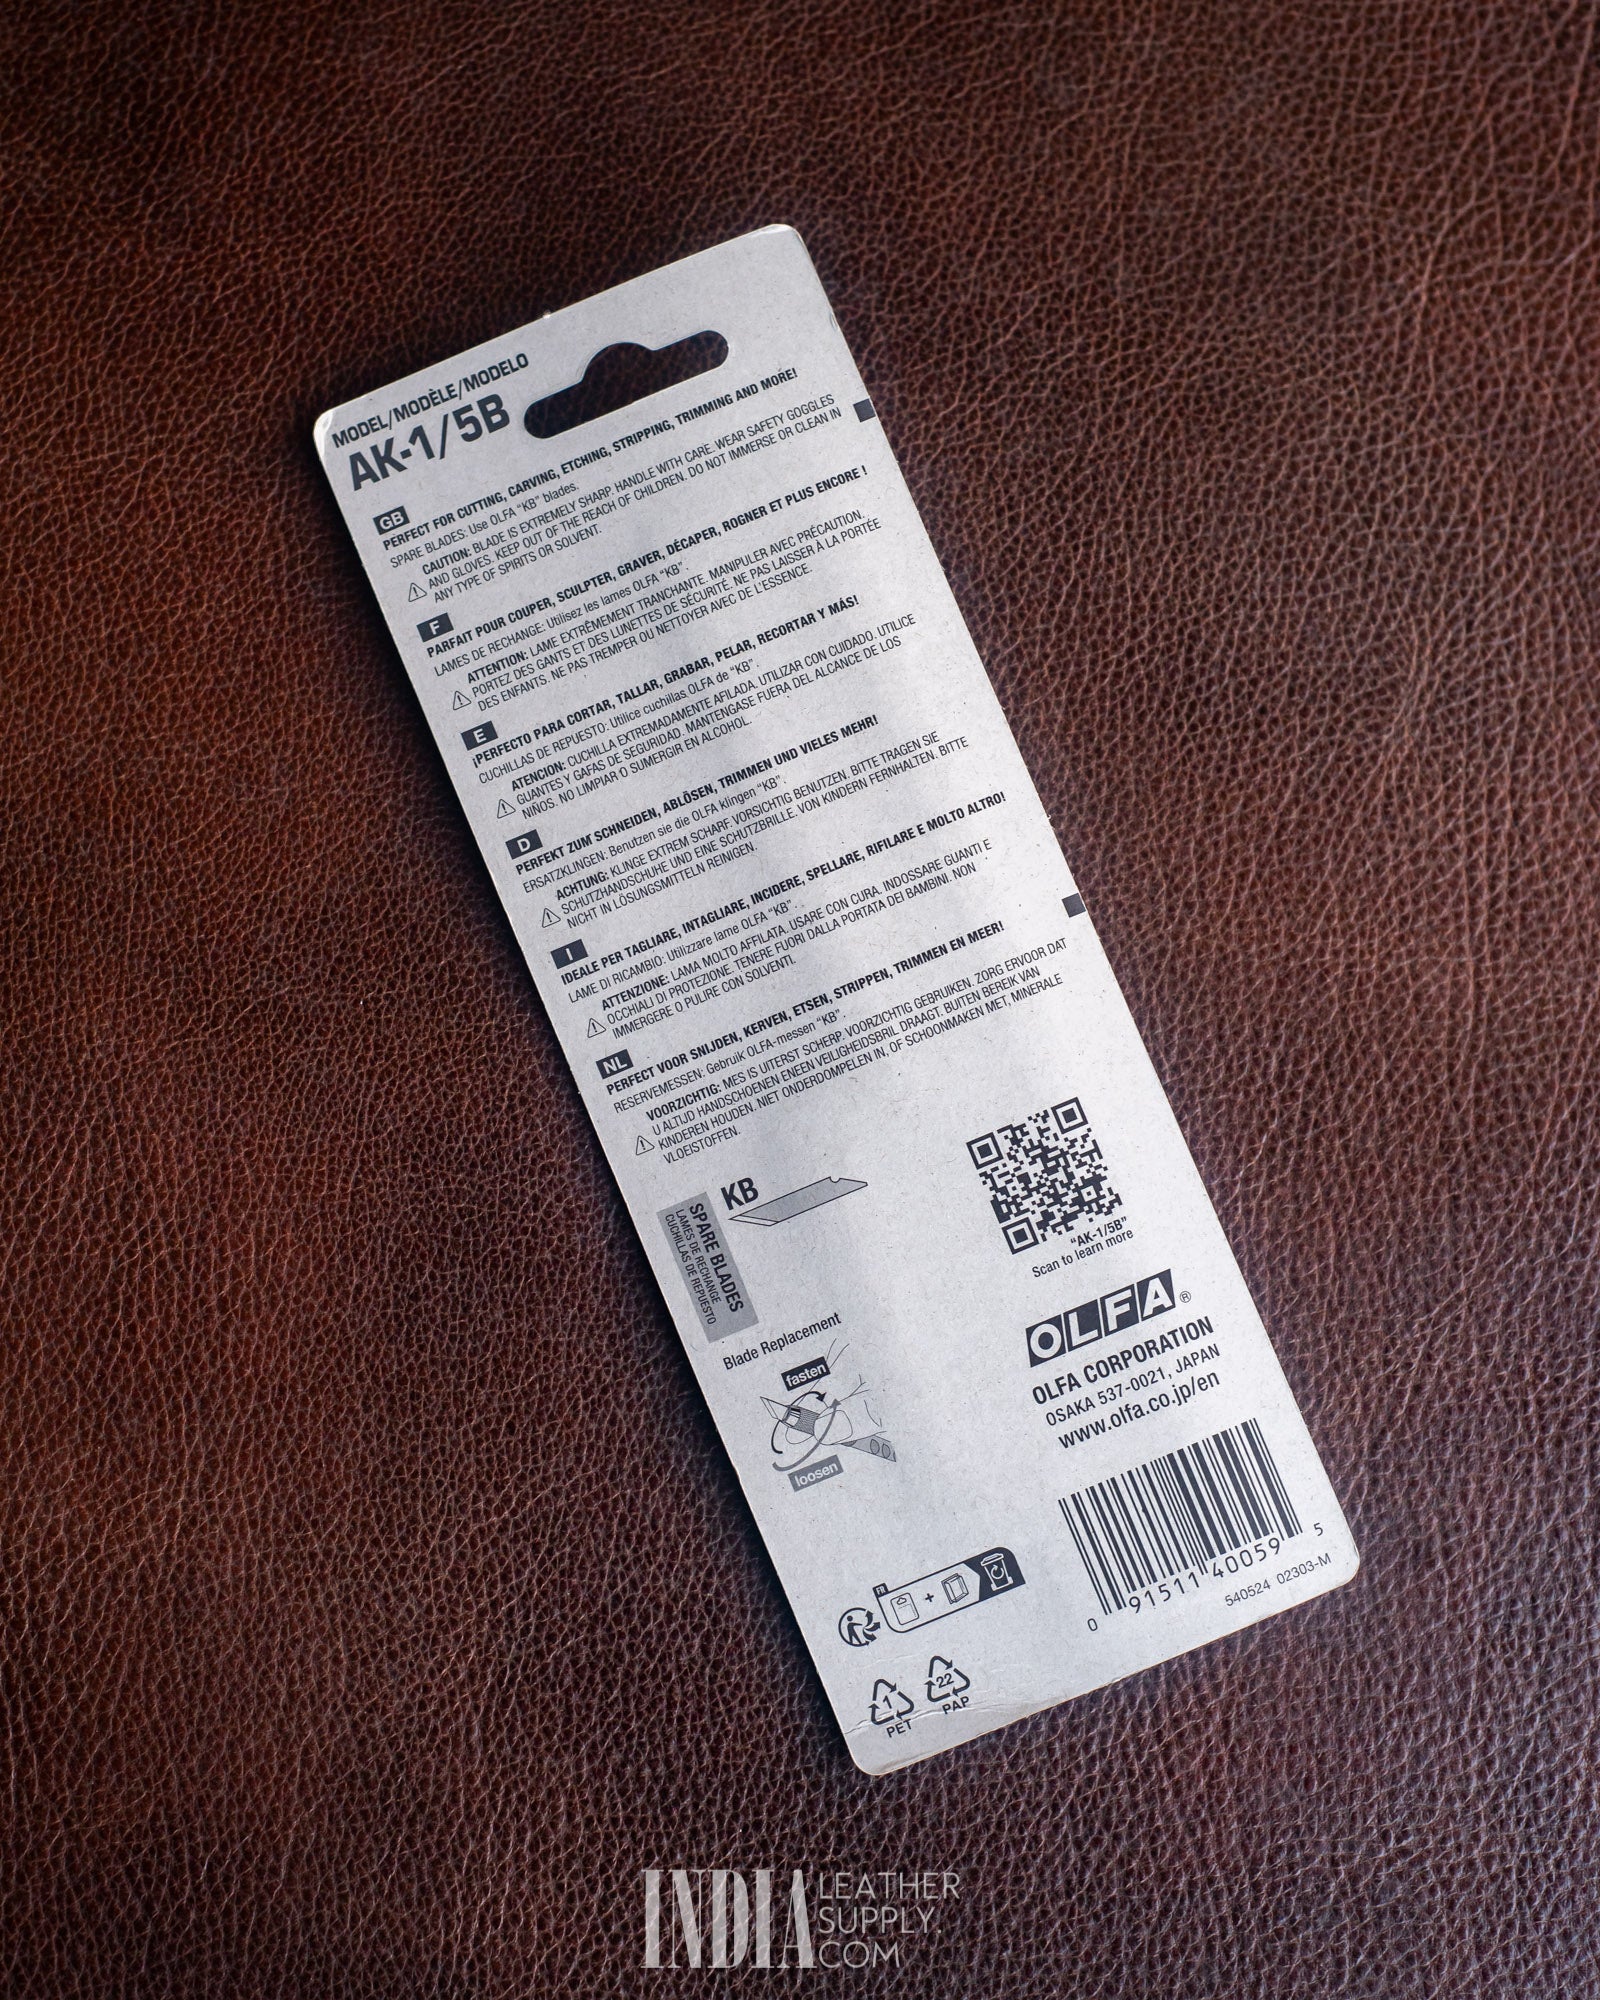 MODEL/MODÈLE/MODELO
AK-1/5B
GB
PERFECT FOR CUTTING, CARVING, ETCHING, STRIPPING, TRIMMING AND MORE!
SPARE BLADES: Use OLFA "KB" blades.
CAUTION: BLADE IS EXTREMELY SHARP. HANDLE WITH CARE. WEAR SAFETY GOGGLES
AND GLOVES. KEEP OUT OF THE REACH OF CHILDREN. DO NOT IMMERSE OR CLEAN IN
ANY TYPE OF SPIRITS OR SOLVENT.
F
PARFAIT POUR COUPER, SCULPTER, GRAVER, DÉCAPER, ROGNER ET PLUS ENCORE !
LAMES DE RECHANGE: Utilisez les lames OLFA "KB".
ATTENTION: LAME EXTRÊMEMENT TRANCHANTE. MANIPULER AVEC PRÉCAUTION.
PORTEZ DES GANTS ET DES LUNETTES DE SÉCURITÉ. NE PAS LAISSER À LA PORTÉE
DES ENFANTS. NE PAS TREMPER OU NETTOYER AVEC DE L'ESSENCE.
E
¡PERFECTO PARA CORTAR, TALLAR, GRABAR, PELAR, RECORTAR Y MÁS!
CUCHILLAS DE REPUESTO: Utilice cuchillas OLFA de "KB".
ATENCION: CUCHILLA EXTREMADAMENTE AFILADA. UTILIZAR CON CUIDADO. UTILICE
GUANTES Y GAFAS DE SEGURIDAD. MANTENGASE FUERA DEL ALCANCE DE LOS
NIÑOS. NO LIMPIAR O SUMERGIR EN ALCOHOL.
D
PERFEKT ZUM SCHNEIDEN, ABLÖSEN, TRIMMEN UND VIELES MEHR!
ERSATZKLINGEN: Benutzen sie die OLFA klingen "KB".
ACHTUNG: KLINGE EXTREM SCHARF. VORSICHTIG BENUTZEN. BITTE TRAGEN SIE
SCHUTZHANDSCHUHE UND EINE SCHUTZBRILLE. VON KINDERN FERNHALTEN. BITTE
NICHT IN LÖSUNGSMITTELN REINIGEN.
I
IDEALE PER TAGLIARE, INTAGLIARE, INCIDERE, SPELLARE, RIFILARE E MOLTO ALTRO!
LAME DI RICAMBIO: Utilizzare lame OLFA "KB".
ATTENZIONE: LAMA MOLTO AFFILATA. USARE CON CURA. INDOSSARE GUANTI E
OCCHIALI DI PROTEZIONE. TENERE FUORI DALLA PORTATA DEI BAMBINI. NON
IMMERGERE O PULIRE CON SOLVENTI.
NL
PERFECT VOOR SNIJDEN, KERVEN, ETSEN, STRIPPEN, TRIMMEN EN MEER!
RESERVEMESSEN: Gebruik OLFA-messen "KB".
VOORZICHTIG: MES IS UITERST SCHERP. VOORZICHTIG GEBRUIKEN. ZORG ERVOOR DAT
U ALTIJD HANDSCHOENEN ENEEN VEILIGHEIDSBRIL DRAAGT. BUITEN BEREIK VAN
KINDEREN HOUDEN. NIET ONDERDOMPELEN IN, OF SCHOONMAKEN MET, MINERALE
VLOEISTOFFEN.
SPARE BLADES
LAMES DE RECHANGE
CUCHILLAS DE REPUESTO
KB
"AK-1/5B"
Scan to learn more
Blade Replacement
fasten
loosen
OLFA®
OLFA CORPORATION
OSAKA 537-0021, JAPAN
www.olfa.co.jp/en
0 91511 40059 5
540524 02303-M
FR
+
1
PET
22
PAP
INDIA
LEATHER
SUPPLY.
COM